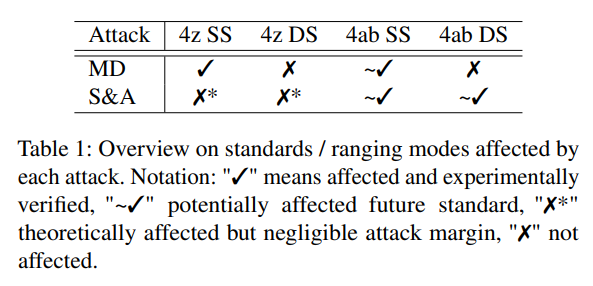 Attack 4z SS 4z DS 4ab SS 4ab DS
MD ✓ ✗ ~✓ ✗
S&A ✗* ✗* ~✓ ~✓
Table 1: Overview on standards / ranging modes affected by
each attack. Notation: "✓" means affected and experimentally
verified, "~✓" potentially affected future standard, "✗*"
theoretically affected but negligible attack margin, "✗" not
affected.